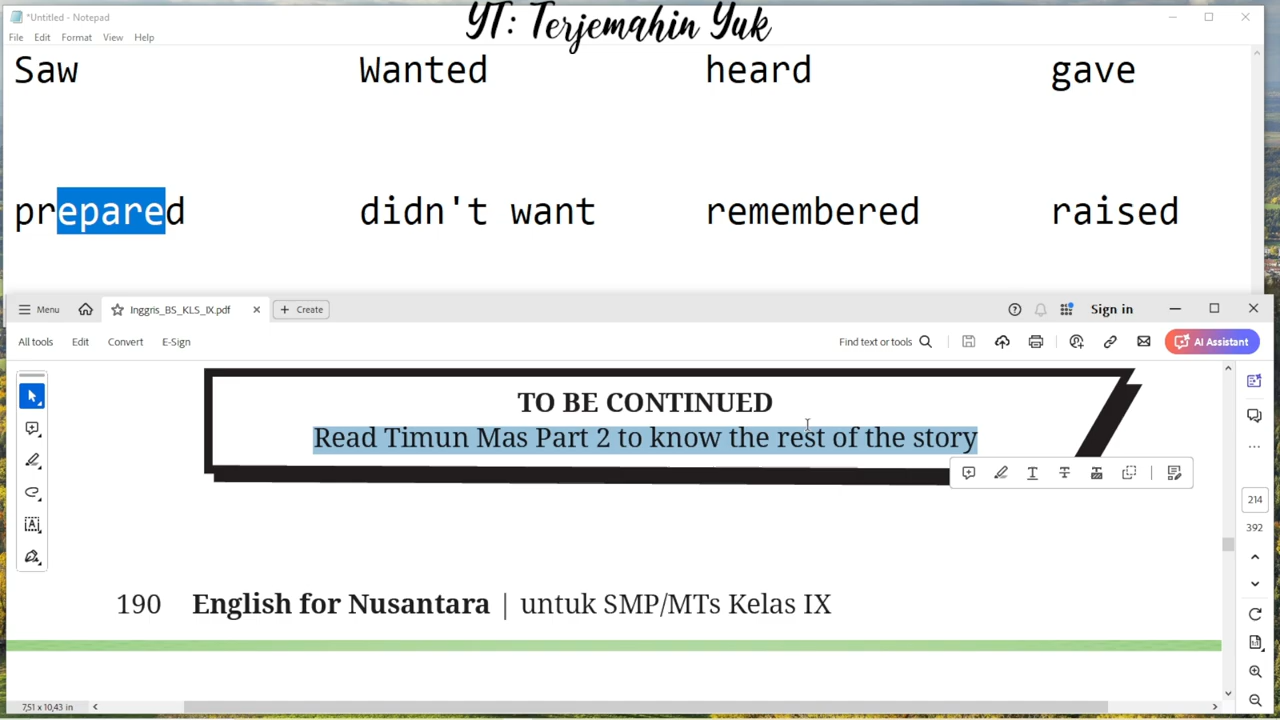 YT: Terjemahin Yuk
*Untitled - Notepad
File Edit Format View Help
Saw Wanted heard gave
prepared didn't want remembered raised
Menu Inggris_BS_KLS_IX.pdf Create Sign in
All tools Edit Convert E-Sign Find text or tools AI Assistant
TO BE CONTINUED
Read Timun Mas Part 2 to know the rest of the story
214
392
190 English for Nusantara | untuk SMP/MTs Kelas IX
7,51 x 10,43 in